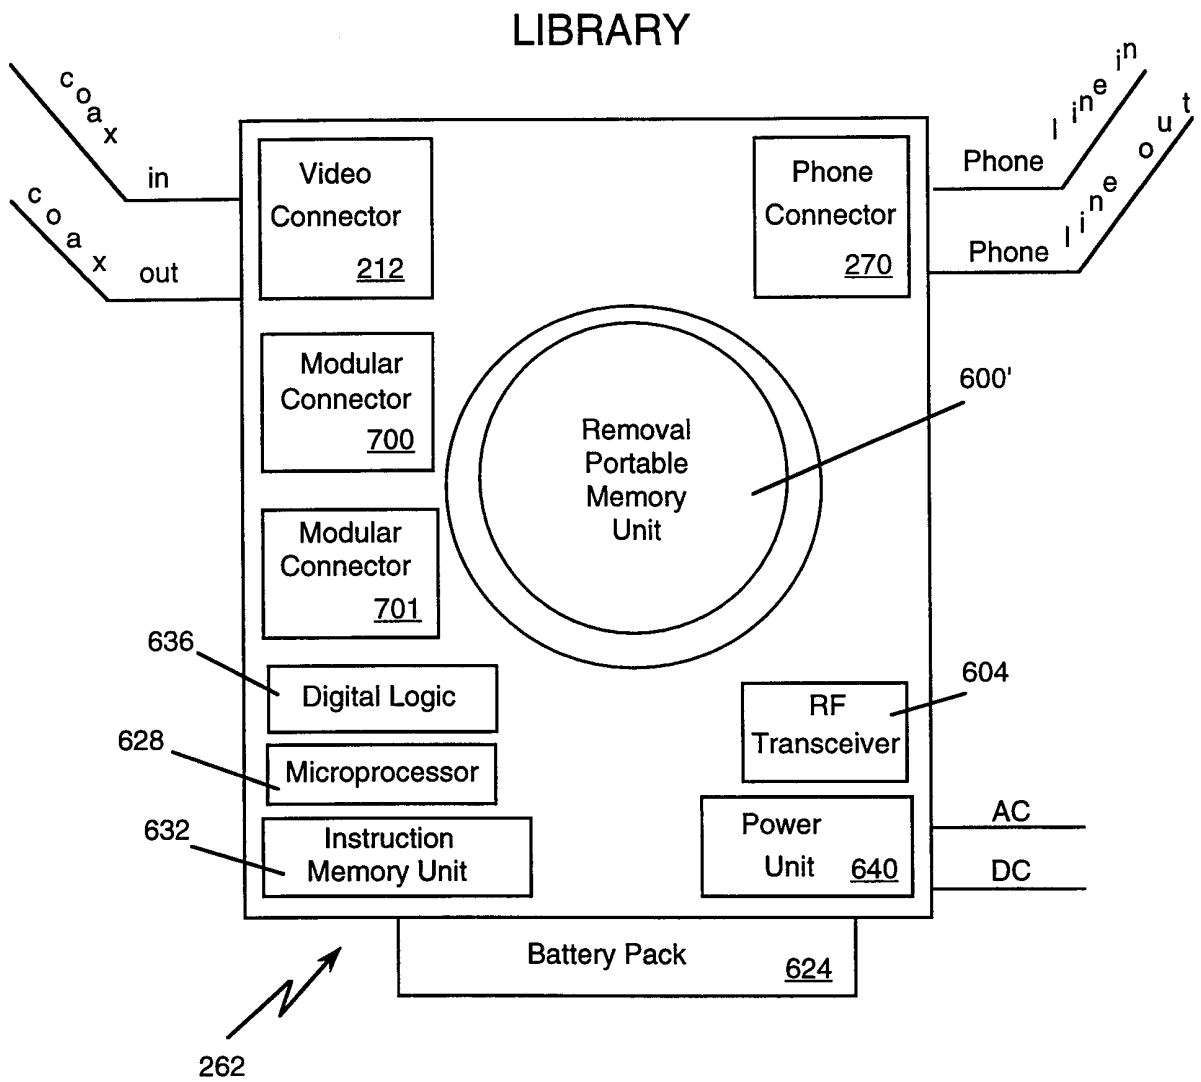 LIBRARY
coax in
coax out
Phone line in
Phone line out
Video
Connector
212
Phone
Connector
270
Modular
Connector
700
600'
Removal
Portable
Memory
Unit
Modular
Connector
701
636
Digital Logic
604
RF
Transceiver
628
Microprocessor
632
Instruction
Memory Unit
Power
Unit 640
AC
DC
Battery Pack 624
262